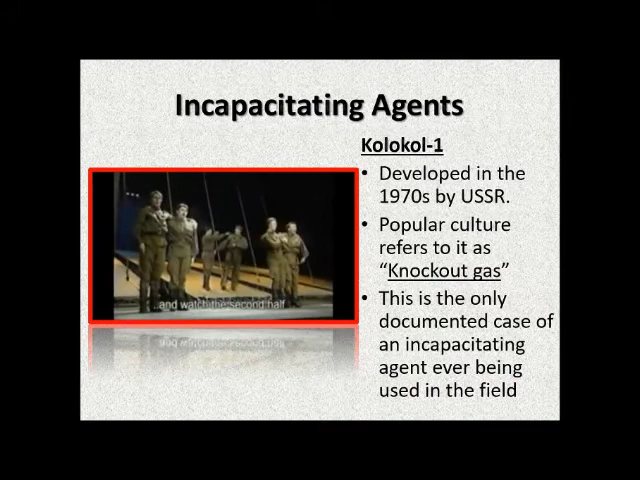 Incapacitating Agents
Kolokol-1
• Developed in the
1970s by USSR.
• Popular culture
refers to it as
“Knockout gas”
• This is the only
documented case of
an incapacitating
agent ever being
used in the field
...and watch the second half